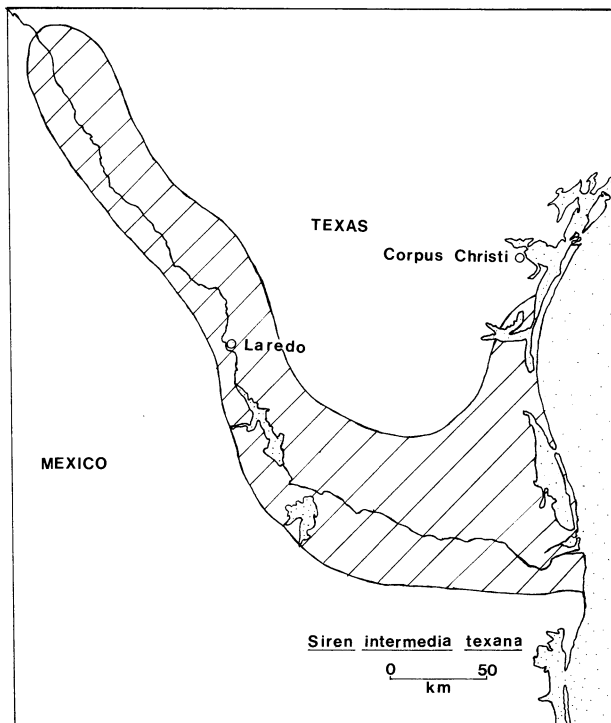 TEXAS
Corpus Christi
Laredo
MEXICO
Siren intermedia texana
0 50
km